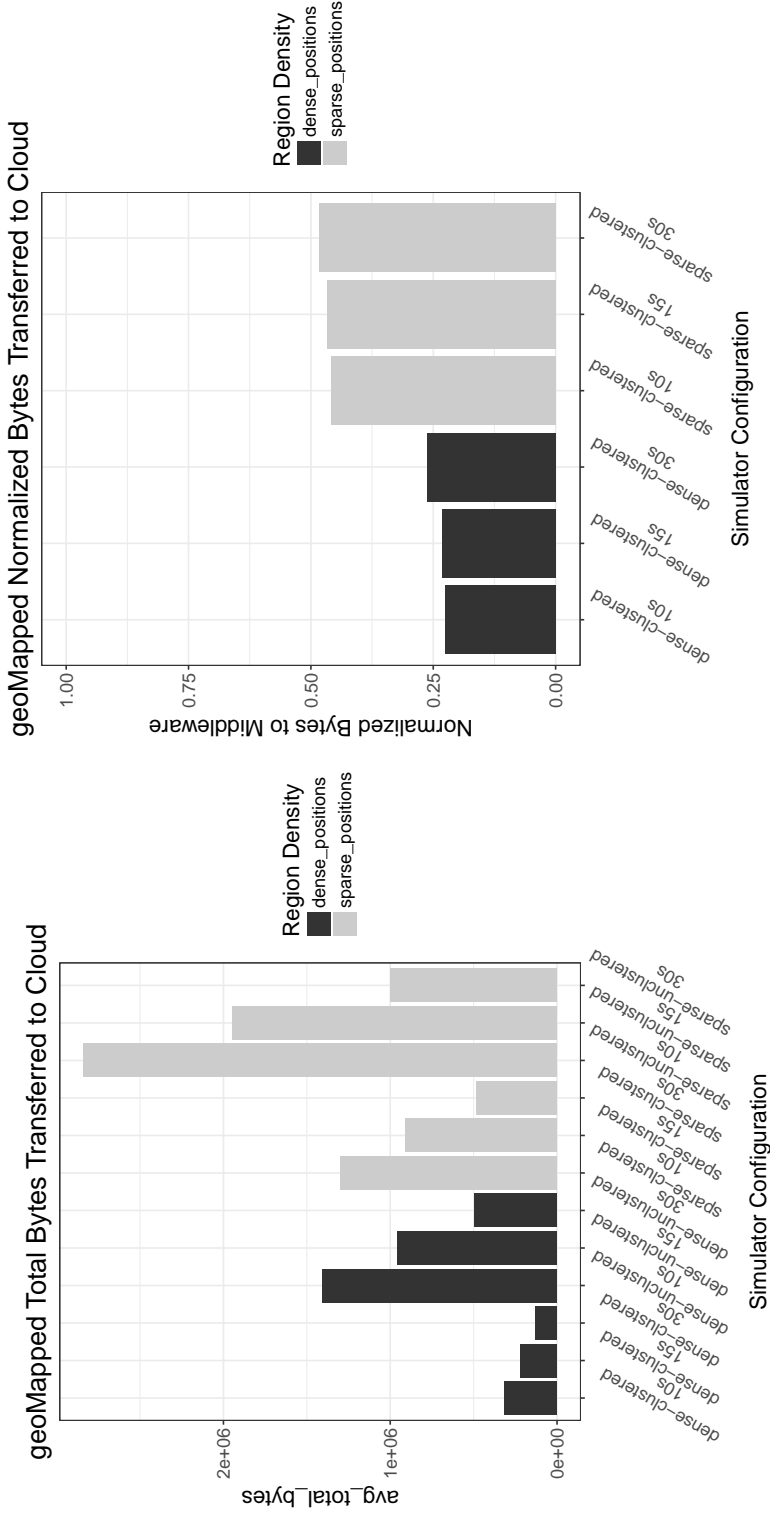 geoMapped Total Bytes Transferred to Cloud
avg_total_bytes
2e+06
1e+06
0e+00
dense−clustered
10s
dense−clustered
15s
dense−clustered
30s
dense−unclustered
10s
dense−unclustered
15s
dense−unclustered
30s
sparse−clustered
10s
sparse−clustered
15s
sparse−clustered
30s
sparse−unclustered
10s
sparse−unclustered
15s
sparse−unclustered
30s
Simulator Configuration
Region Density
dense_positions
sparse_positions
geoMapped Normalized Bytes Transferred to Cloud
Normalized Bytes to Middleware
1.00
0.75
0.50
0.25
0.00
dense−clustered
10s
dense−clustered
15s
dense−clustered
30s
sparse−clustered
10s
sparse−clustered
15s
sparse−clustered
30s
Simulator Configuration
Region Density
dense_positions
sparse_positions